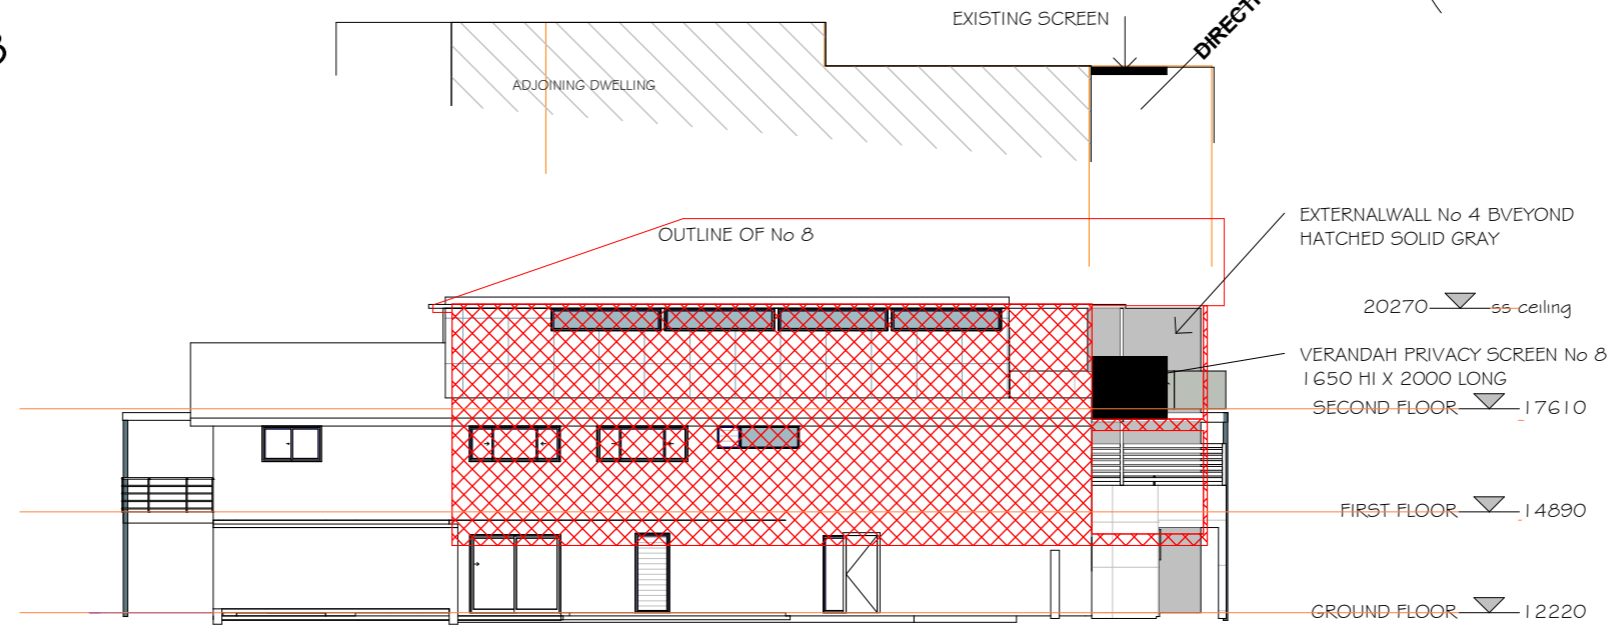 EXISTING SCREEN
ADJOINING DWELLING
OUTLINE OF No 8
EXTERNALWALL No 4 BVEYOND
HATCHED SOLID GRAY
20270 ss ceiling
VERANDAH PRIVACY SCREEN No 8
1650 HI X 2000 LONG
SECOND FLOOR 17610
FIRST FLOOR 14890
GROUND FLOOR 12220